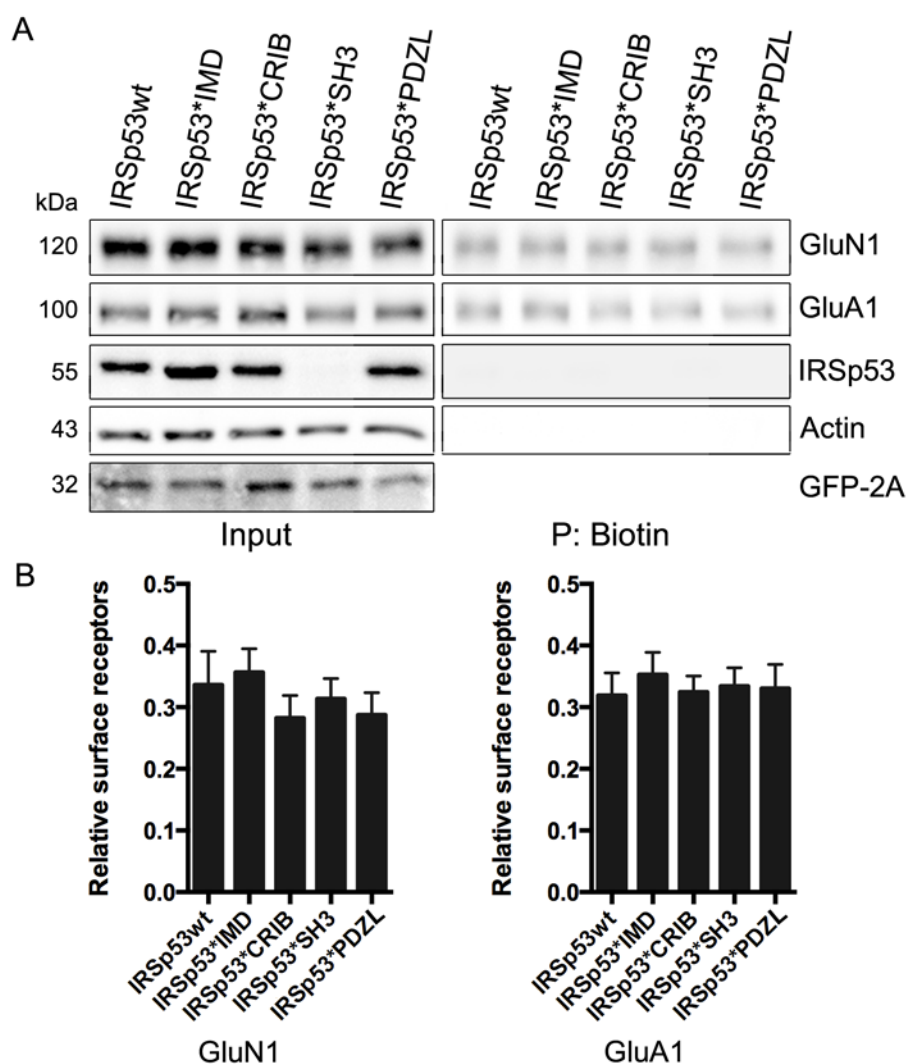 A
IRSp53wt IRSp53*IMD IRSp53*CRIB IRSp53*SH3 IRSp53*PDZL IRSp53wt IRSp53*IMD IRSp53*CRIB IRSp53*SH3 IRSp53*PDZL
kDa
120 GluN1
100 GluA1
55 IRSp53
43 Actin
32 GFP-2A
Input P: Biotin
B
Relative surface receptors
0.5
0.4
0.3
0.2
0.1
0.0
IRSp53wt IRSp53*IMD IRSp53*CRIB IRSp53*SH3 IRSp53*PDZL
GluN1
Relative surface receptors
0.5
0.4
0.3
0.2
0.1
0.0
IRSp53wt IRSp53*IMD IRSp53*CRIB IRSp53*SH3 IRSp53*PDZL
GluA1